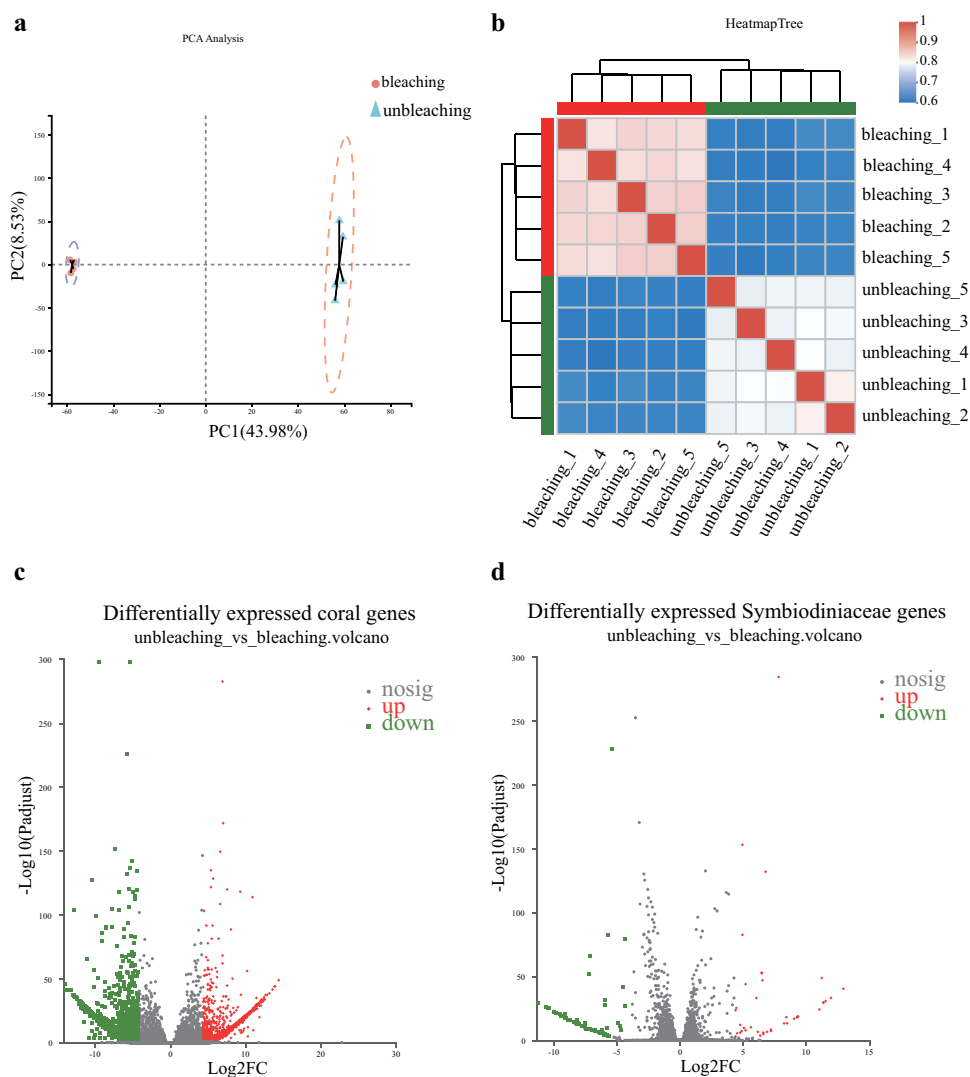 a
PCA Analysis
bleaching
unbleaching
PC2(8.53%)
150
100
50
0
-50
-100
-150
-60
-40
-20
0
20
40
60
80
PC1(43.98%)
b
HeatmapTree
1
0.9
0.8
0.7
0.6
bleaching_1
bleaching_4
bleaching_3
bleaching_2
bleaching_5
unbleaching_5
unbleaching_3
unbleaching_4
unbleaching_1
unbleaching_2
bleaching_1
bleaching_4
bleaching_3
bleaching_2
bleaching_5
unbleaching_5
unbleaching_3
unbleaching_4
unbleaching_1
unbleaching_2
c
Differentially expressed coral genes
unbleaching_vs_bleaching.volcano
nosig
up
down
-Log10(Padjust)
300
250
200
150
100
50
0
-10
0
10
20
30
Log2FC
d
Differentially expressed Symbiodiniaceae genes
unbleaching_vs_bleaching.volcano
nosig
up
down
-Log10(Padjust)
300
250
200
150
100
50
0
-10
-5
0
5
10
15
Log2FC